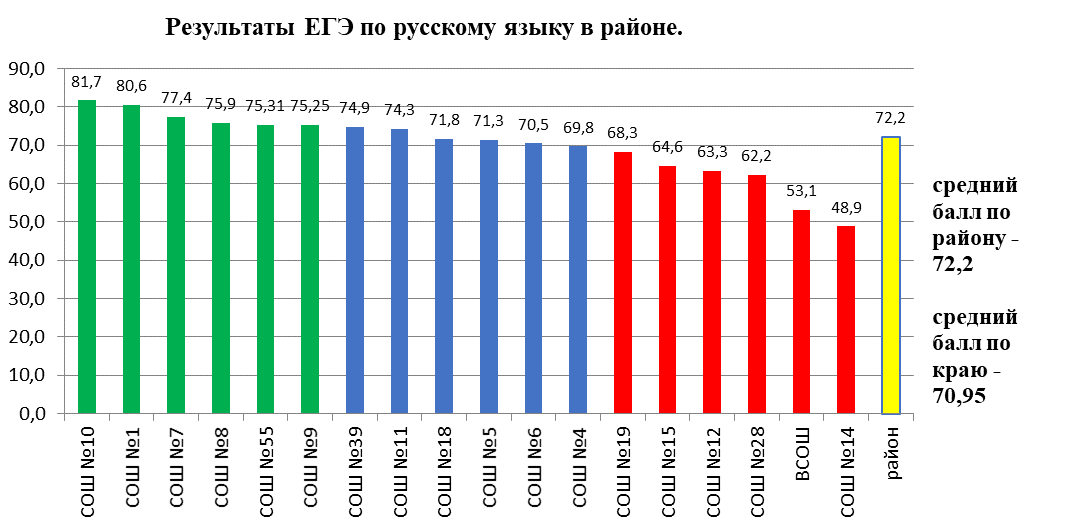 Результаты ЕГЭ по русскому языку в районе.
90,0
80,0
70,0
60,0
50,0
40,0
30,0
20,0
10,0
0,0
81,7
80,6
77,4
75,9
75,31
75,25
74,9
74,3
71,8
71,3
70,5
69,8
68,3
64,6
63,3
62,2
53,1
48,9
72,2
СОШ №10
СОШ №1
СОШ №7
СОШ №8
СОШ №55
СОШ №9
СОШ №39
СОШ №11
СОШ №18
СОШ №5
СОШ №6
СОШ №4
СОШ №19
СОШ №15
СОШ №12
СОШ №28
ВСОШ
СОШ №14
район
средний
балл по
району -
72,2
средний
балл по
краю -
70,95